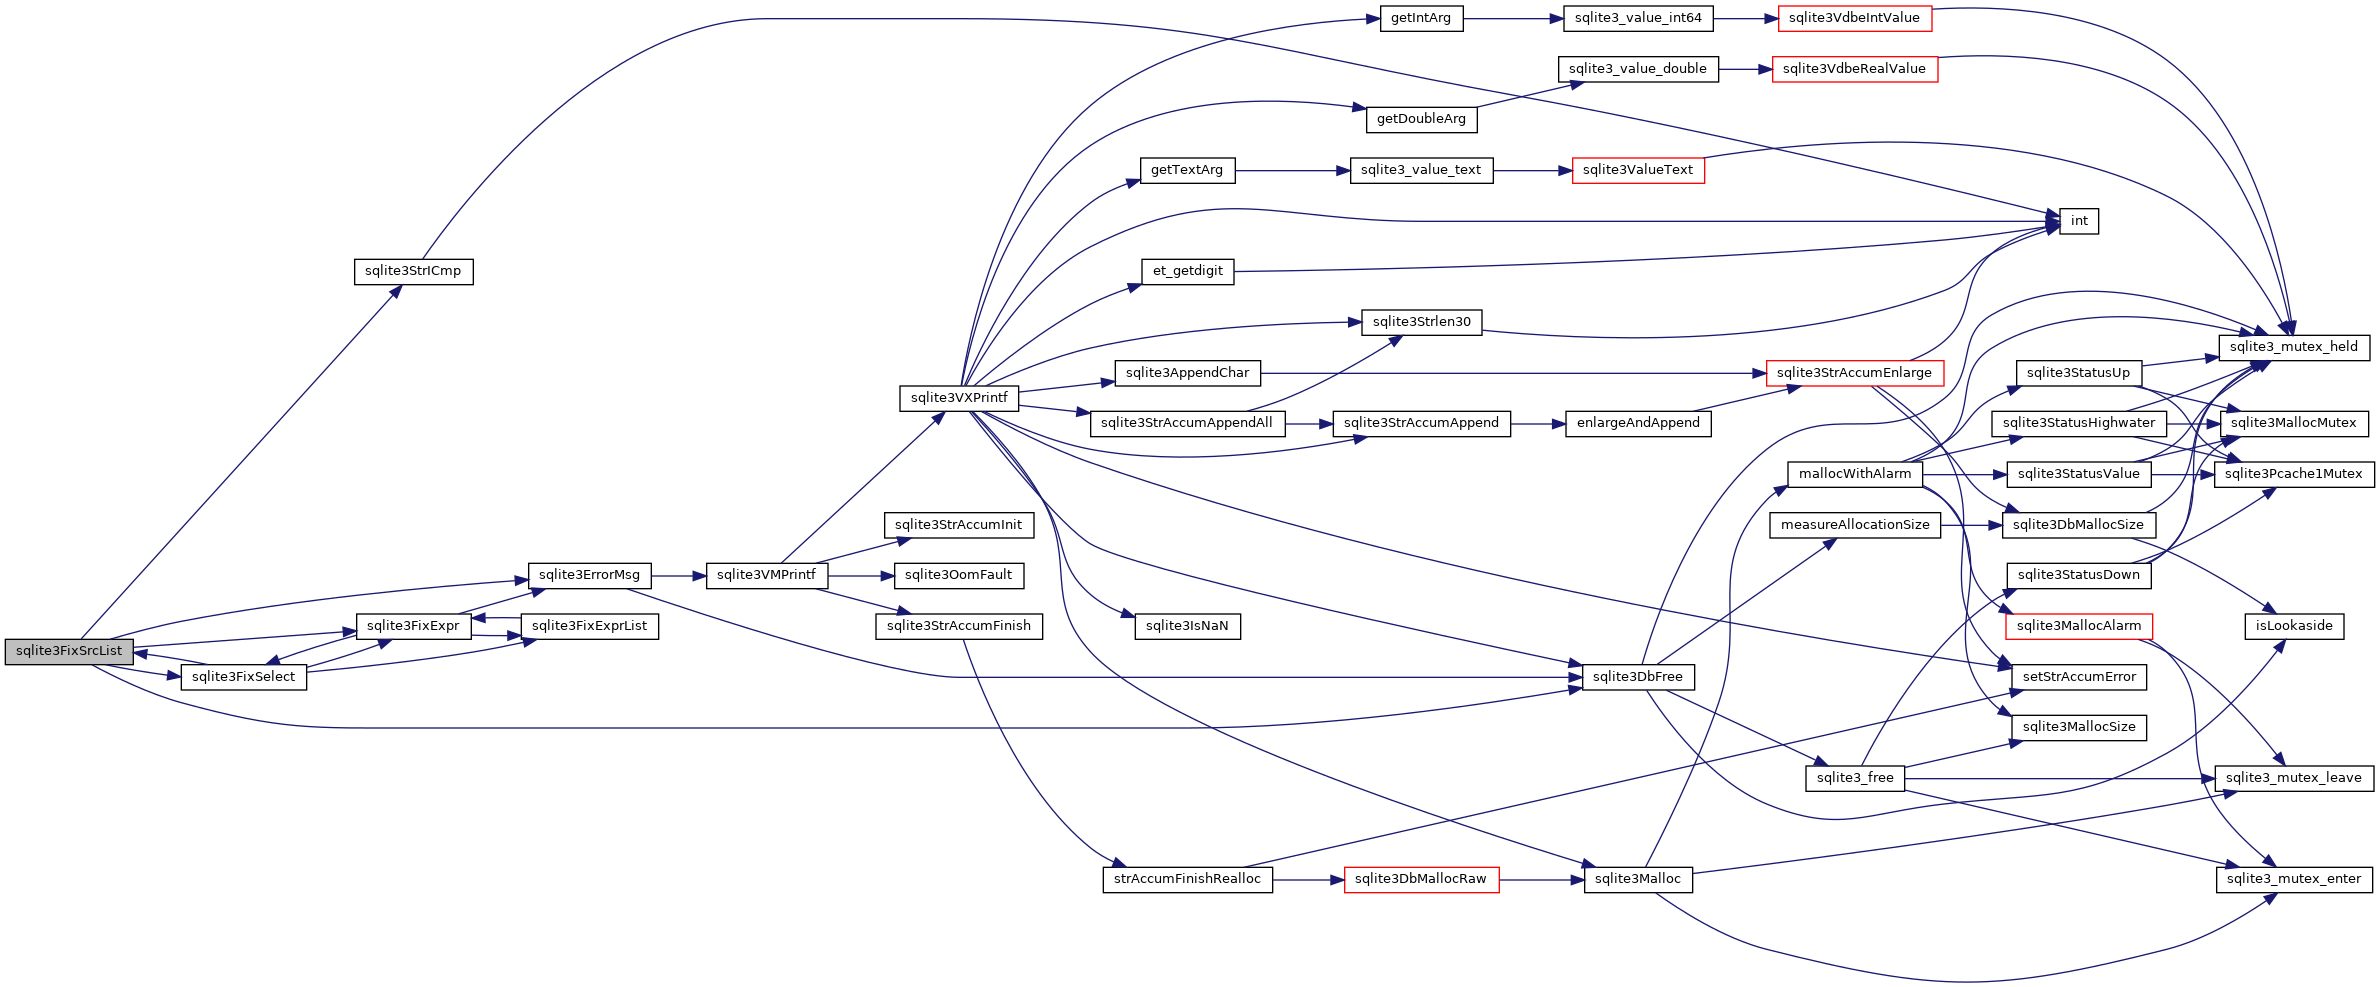 getIntArg
sqlite3_value_int64
sqlite3VdbeIntValue
sqlite3_value_double
sqlite3VdbeRealValue
getDoubleArg
getTextArg
sqlite3_value_text
sqlite3ValueText
int
sqlite3StrICmp
et_getdigit
sqlite3Strlen30
sqlite3_mutex_held
sqlite3AppendChar
sqlite3StrAccumEnlarge
sqlite3StatusUp
sqlite3VXPrintf
sqlite3StrAccumAppendAll
sqlite3StrAccumAppend
enlargeAndAppend
sqlite3StatusHighwater
sqlite3MallocMutex
mallocWithAlarm
sqlite3StatusValue
sqlite3Pcache1Mutex
sqlite3StrAccumInit
measureAllocationSize
sqlite3DbMallocSize
sqlite3ErrorMsg
sqlite3VMPrintf
sqlite3OomFault
sqlite3StatusDown
sqlite3FixExpr
sqlite3FixExprList
sqlite3StrAccumFinish
sqlite3IsNaN
sqlite3MallocAlarm
isLookaside
sqlite3FixSrcList
sqlite3FixSelect
sqlite3DbFree
setStrAccumError
sqlite3MallocSize
sqlite3_free
sqlite3_mutex_leave
strAccumFinishRealloc
sqlite3DbMallocRaw
sqlite3Malloc
sqlite3_mutex_enter